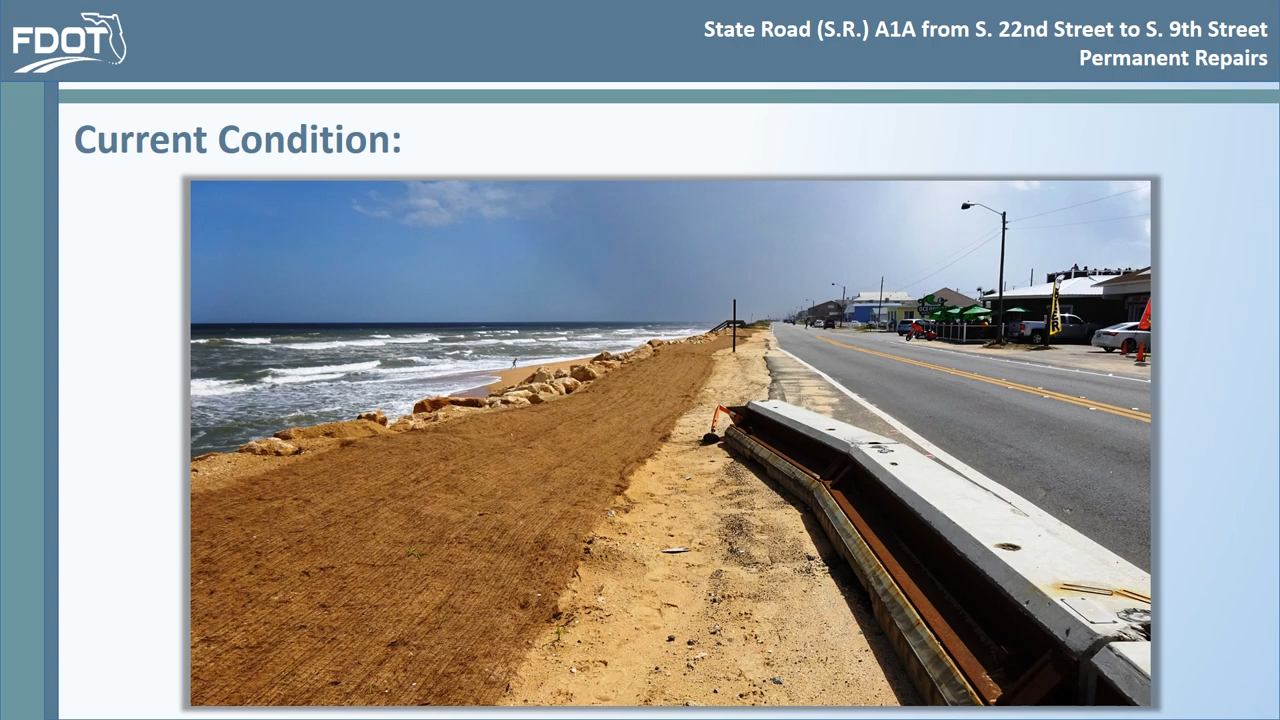 FDOT
State Road (S.R.) A1A from S. 22nd Street to S. 9th Street
Permanent Repairs
Current Condition: